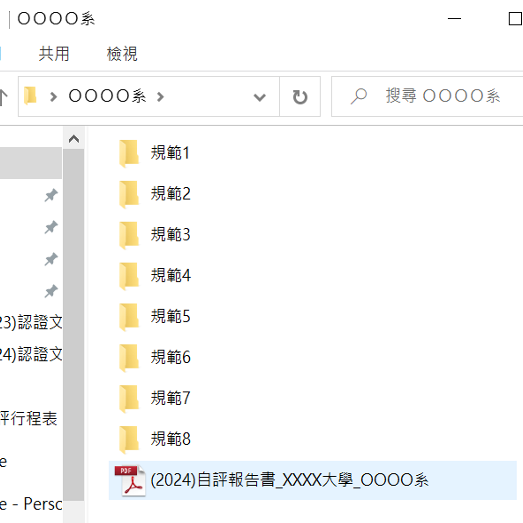 OOOO系
共用
檢視
OOOO系
搜尋 OOOO系
規範1
規範2
規範3
規範4
規範5
規範6
規範7
規範8
PDF
(2024)自評報告書_XXXX大學_OOOO系
23)認證文
24)認證文
評行程表
e
e - Perso